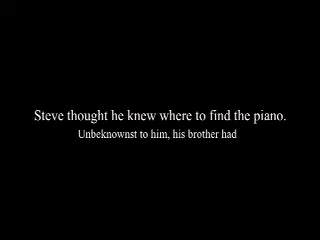 Steve thought he knew where to find the piano.
Unbeknownst to him, his brother had